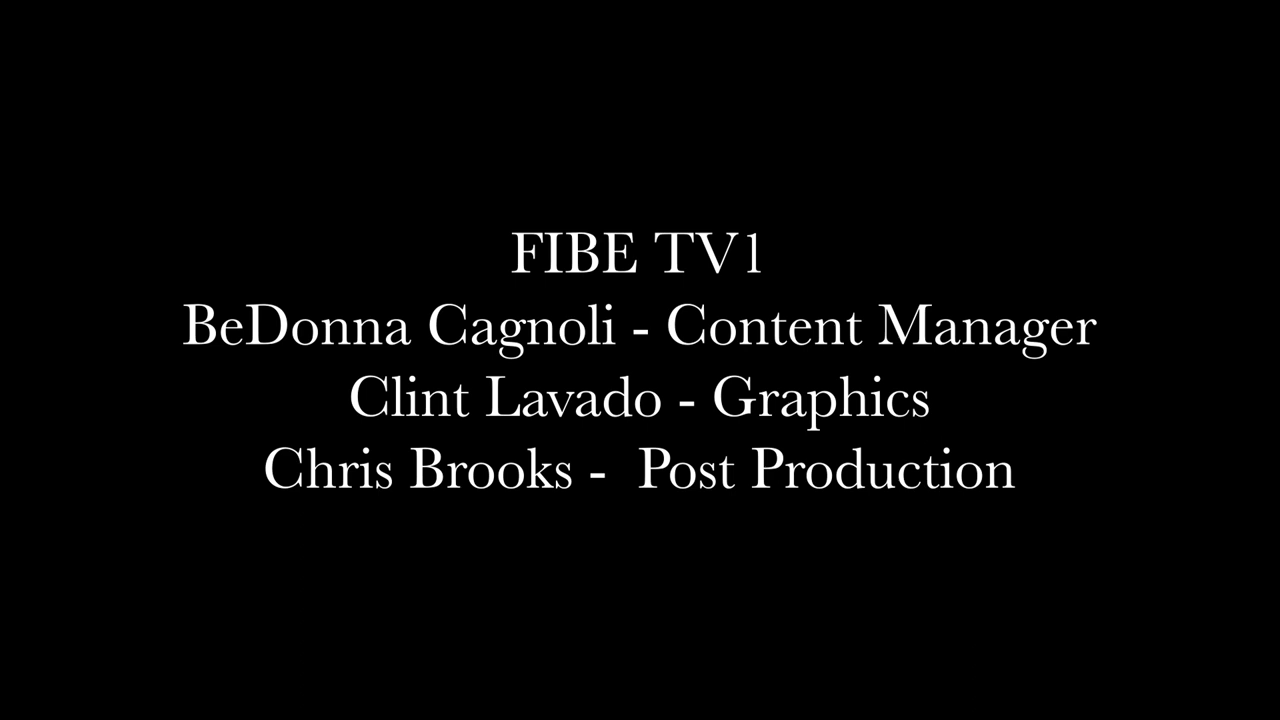 FIBE TV1
BeDonna Cagnoli - Content Manager
Clint Lavado - Graphics
Chris Brooks -  Post Production